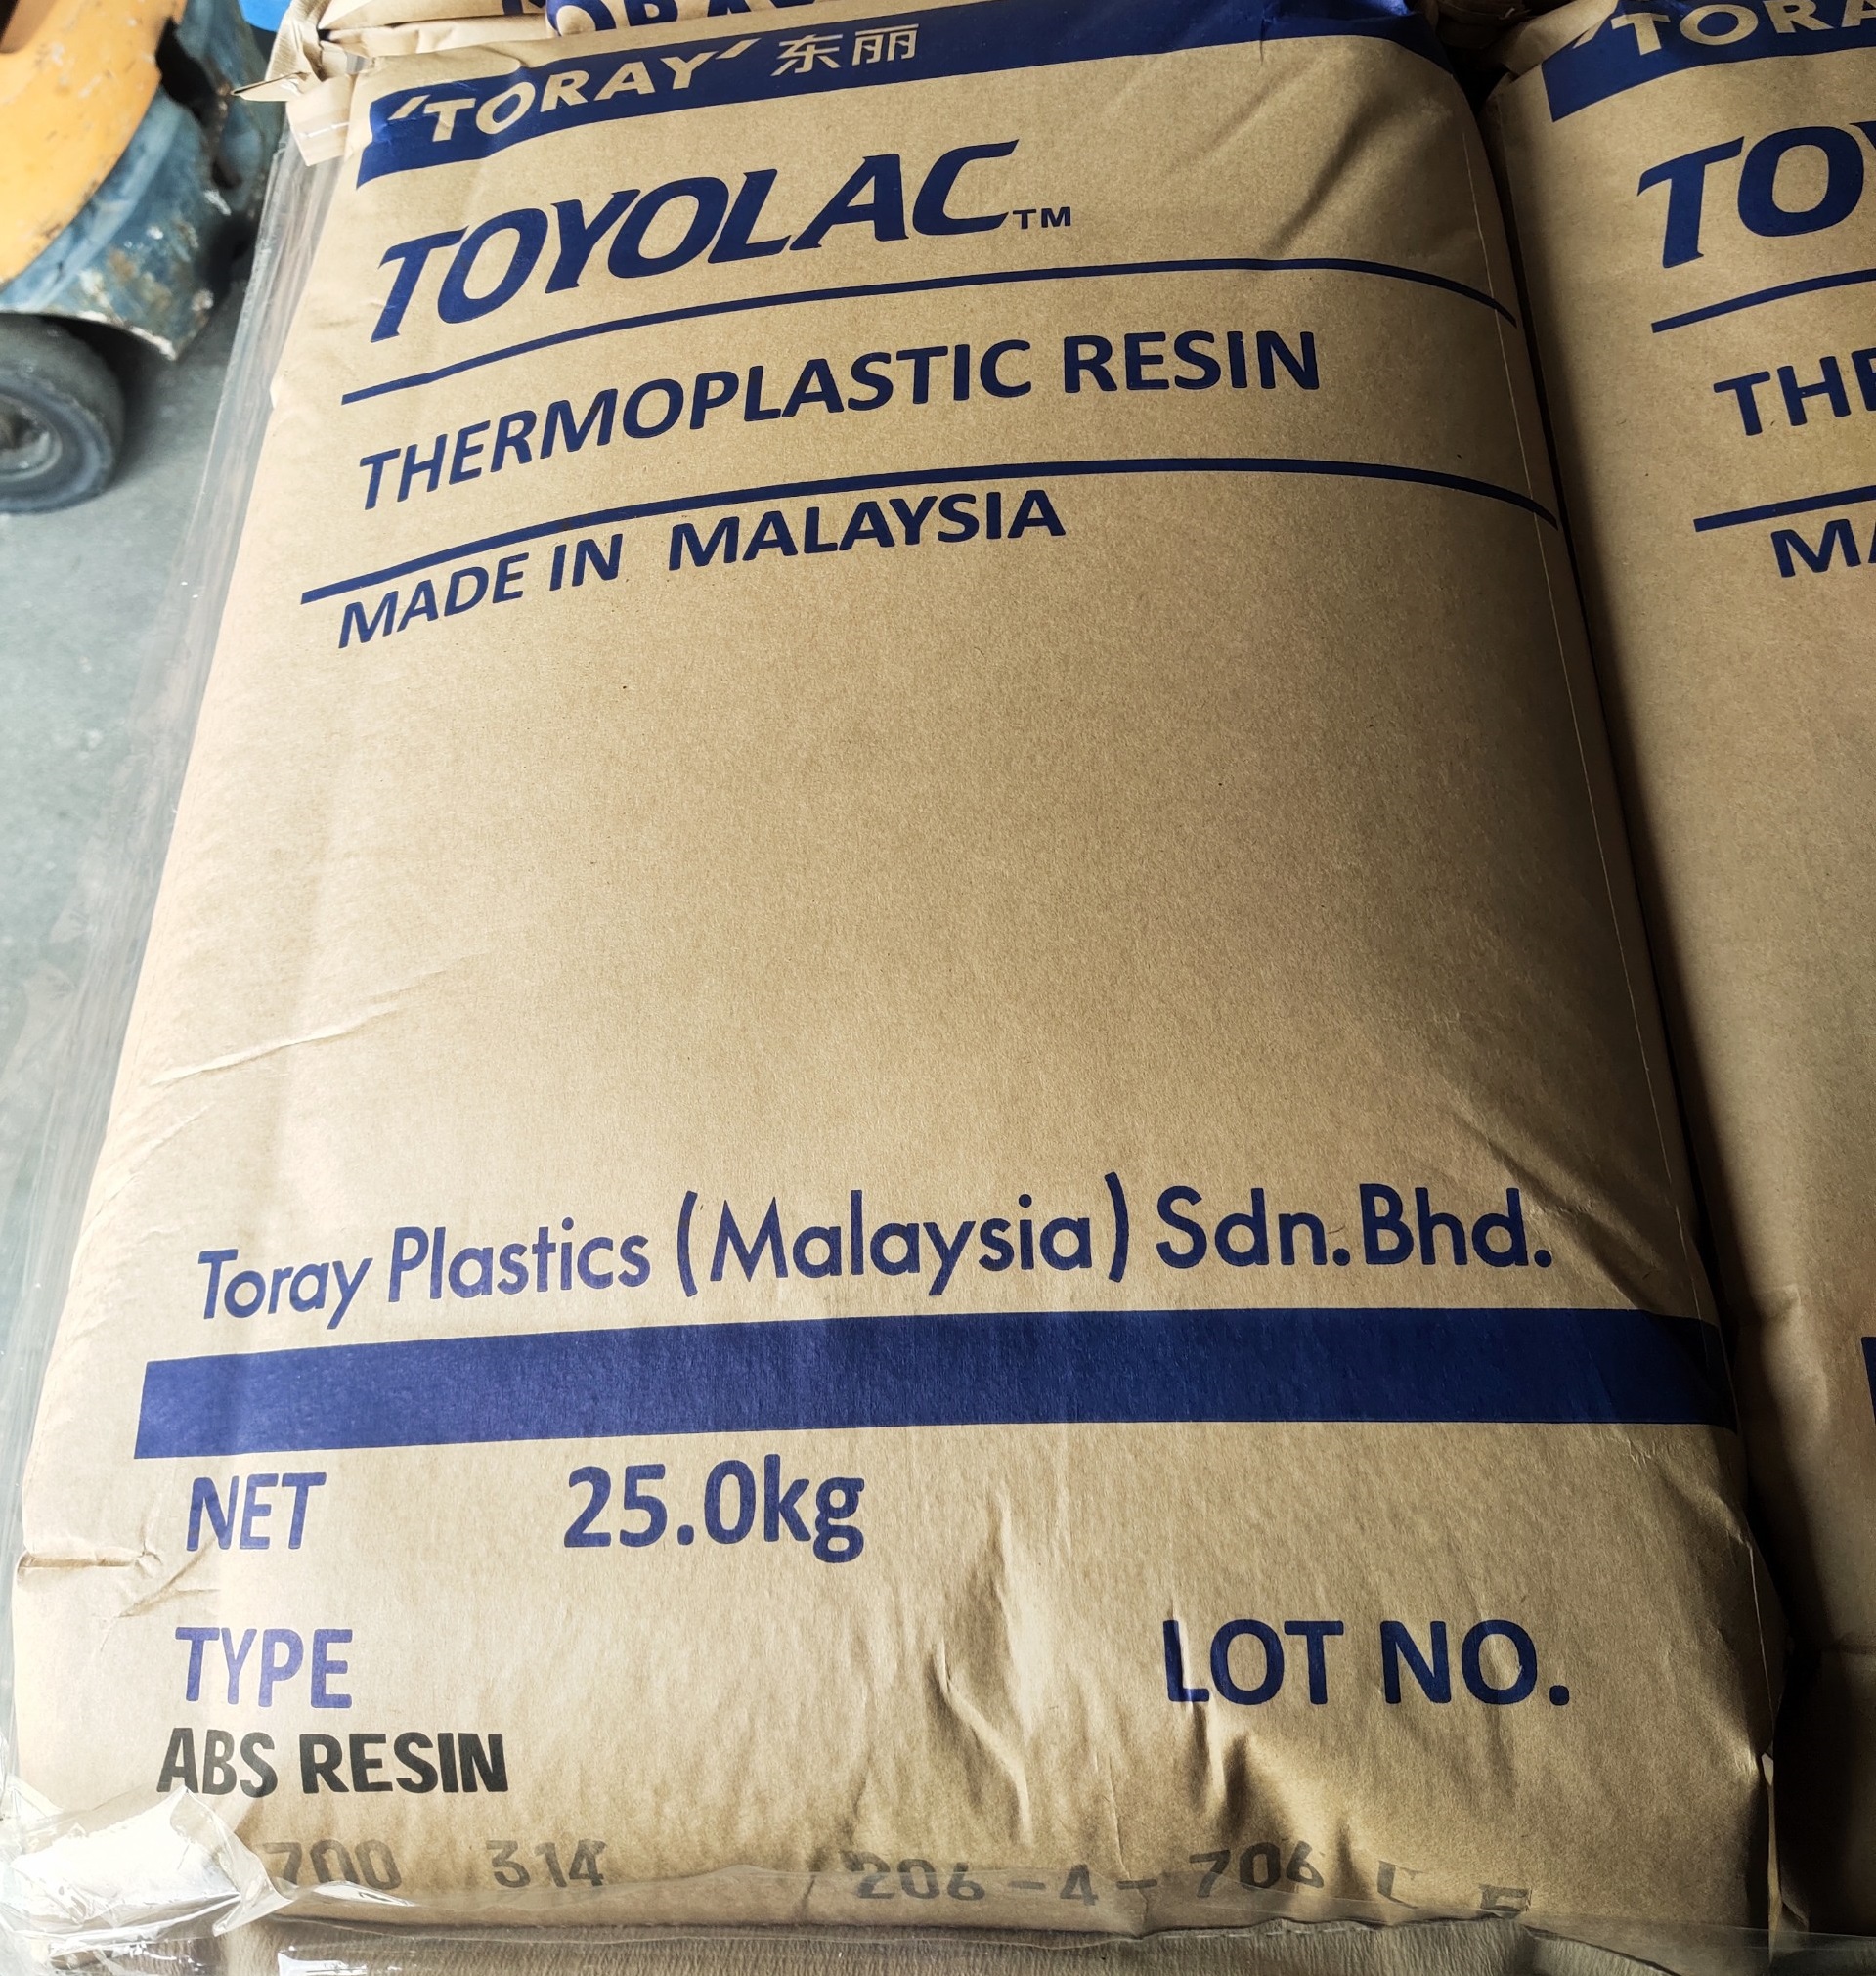 'TORAY' 东丽
TOYOLAC™
THERMOPLASTIC RESIN
MADE IN MALAYSIA
Toray Plastics (Malaysia) Sdn. Bhd.
NET 25.0kg
TYPE LOT NO.
ABS RESIN
700 314 206-4-706